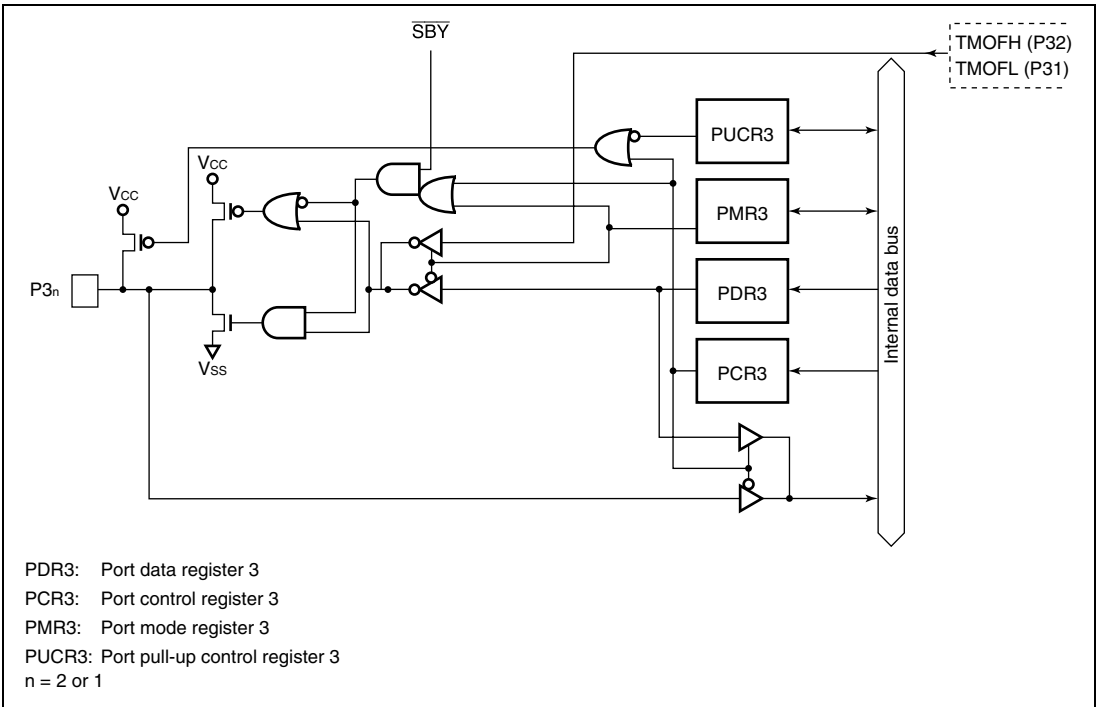 SBY
TMOFH (P32)
TMOFL (P31)
PUCR3
VCC
VCC
PMR3
P3n
PDR3
Internal data bus
VSS
PCR3
PDR3: Port data register 3
PCR3: Port control register 3
PMR3: Port mode register 3
PUCR3: Port pull-up control register 3
n = 2 or 1